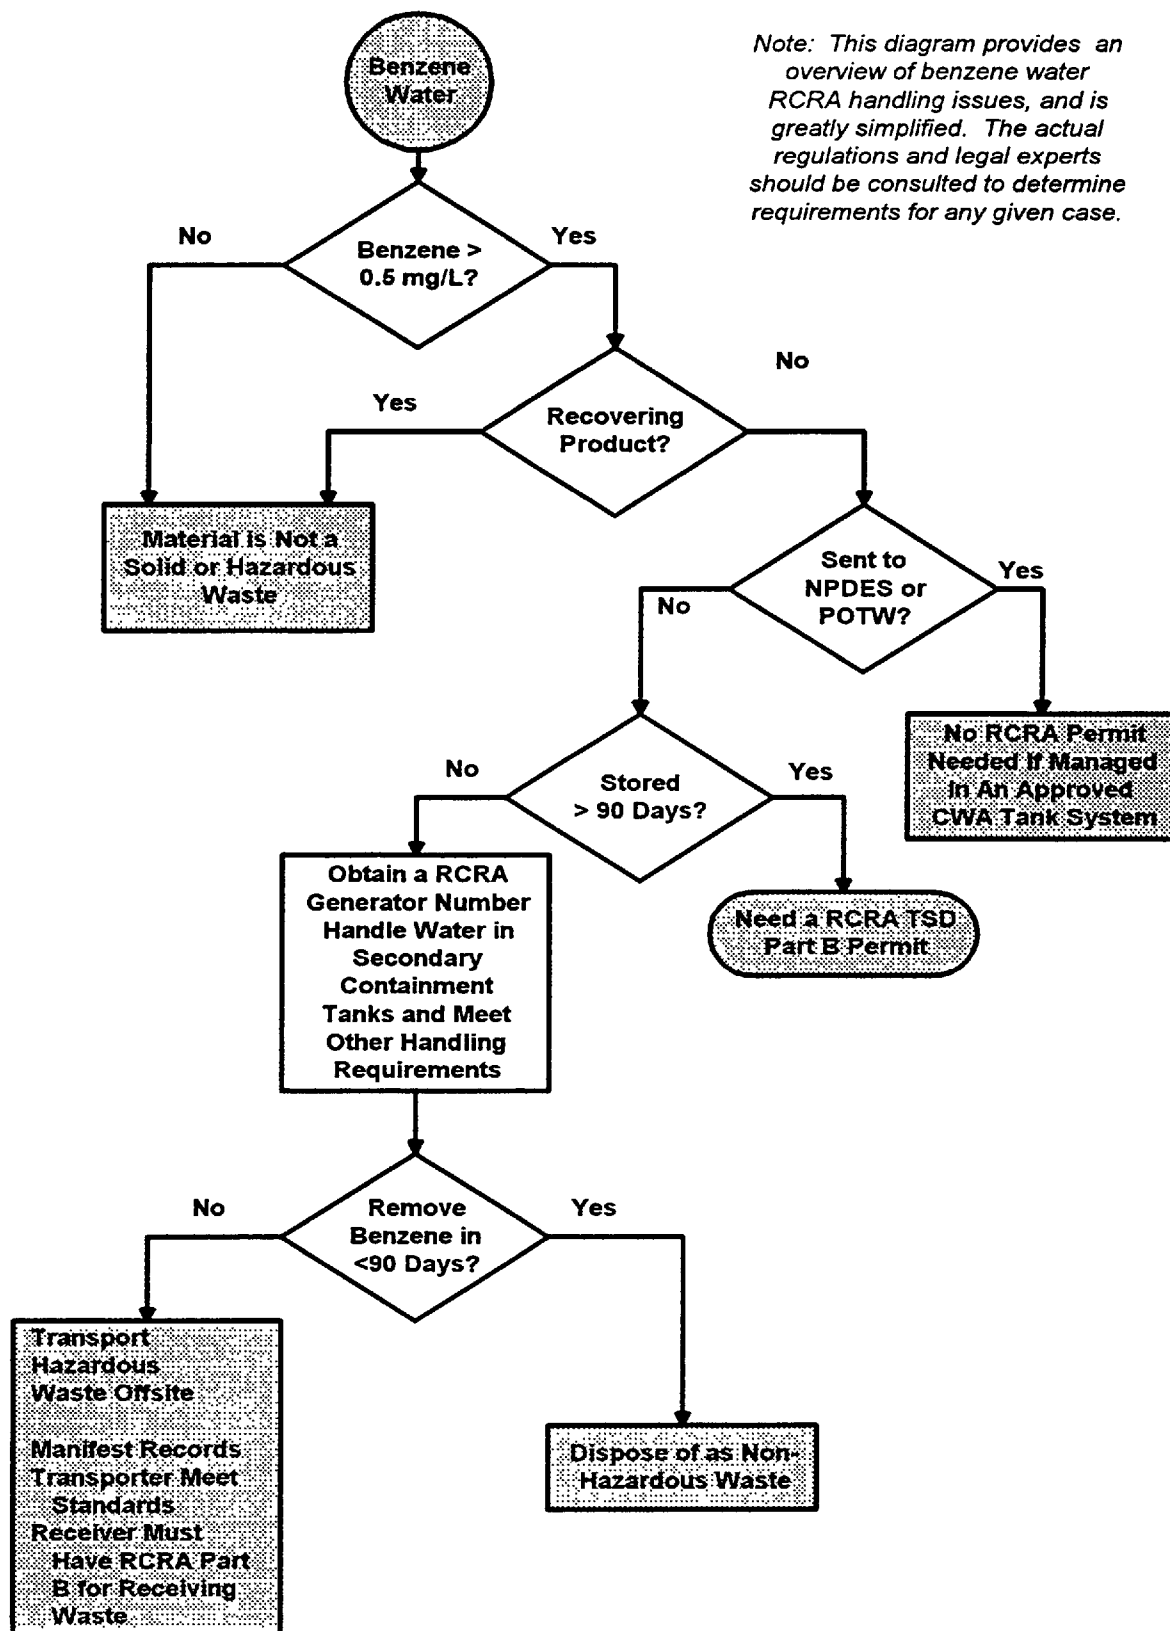 Benzene
Water
Note: This diagram provides an
overview of benzene water
RCRA handling issues, and is
greatly simplified. The actual
regulations and legal experts
should be consulted to determine
requirements for any given case.
No
Benzene >
0.5 mg/L?
Yes
Yes
Recovering
Product?
No
Material is Not a
Solid or Hazardous
Waste
No
Sent to
NPDES or
POTW?
Yes
No RCRA Permit
Needed If Managed
In An Approved
CWA Tank System
No
Stored
> 90 Days?
Yes
Need a RCRA TSD
Part B Permit
Obtain a RCRA
Generator Number
Handle Water in
Secondary
Containment
Tanks and Meet
Other Handling
Requirements
No
Remove
Benzene in
<90 Days?
Yes
Transport
Hazardous
Waste Offsite
Manifest Records
Transporter Meet
Standards
Receiver Must
Have RCRA Part
B for Receiving
Waste
Dispose of as Non-
Hazardous Waste